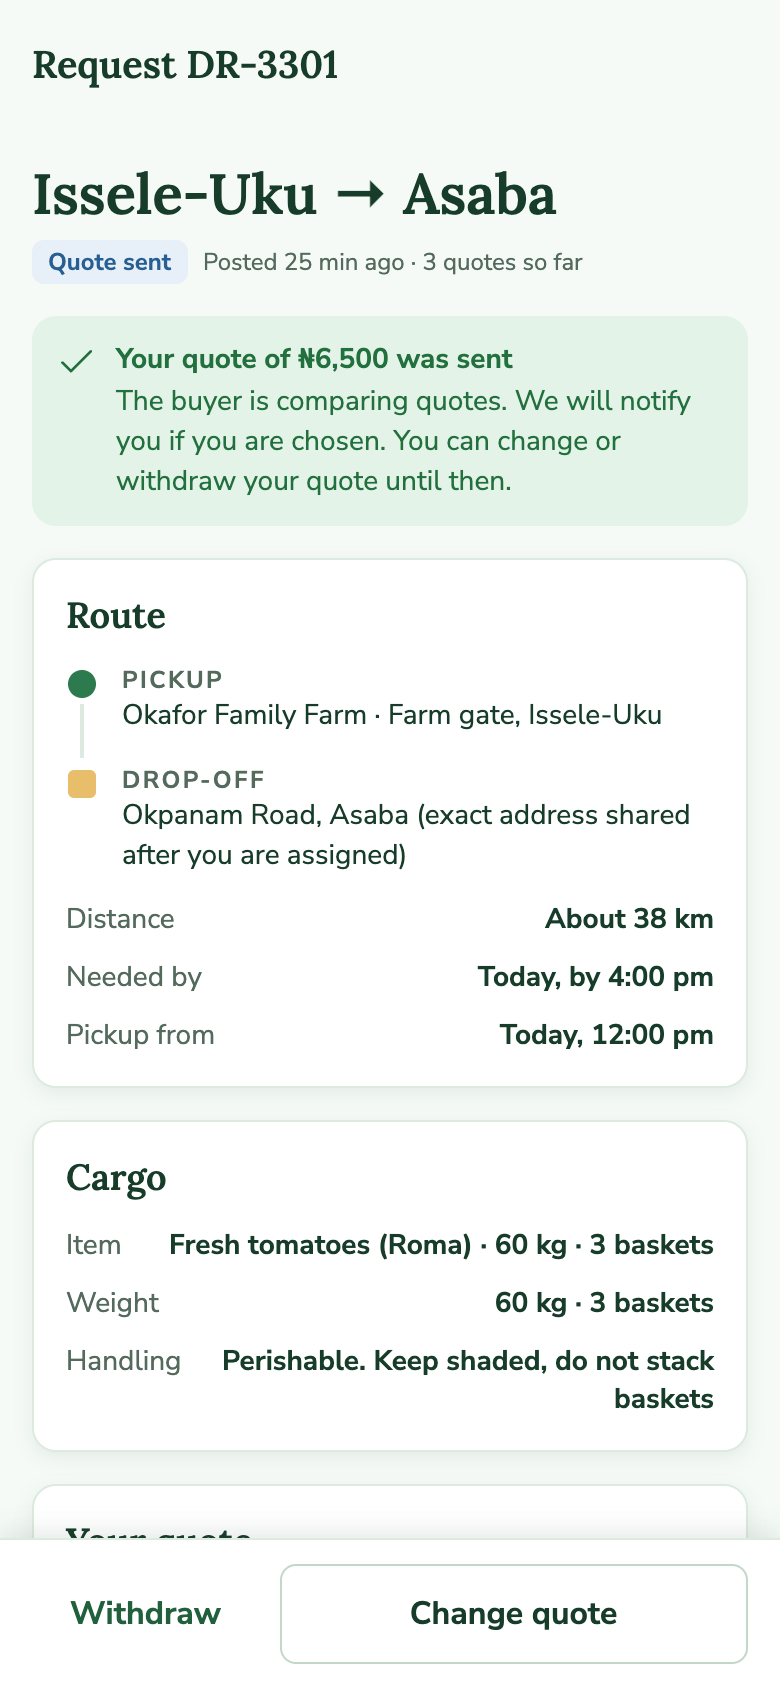 Request DR-3301
Issele-Uku → Asaba
Quote sent
Posted 25 min ago · 3 quotes so far
Your quote of ₦6,500 was sent
The buyer is comparing quotes. We will notify
you if you are chosen. You can change or
withdraw your quote until then.
Route
PICKUP
Okafor Family Farm · Farm gate, Issele-Uku
DROP-OFF
Okpanam Road, Asaba (exact address shared
after you are assigned)
Distance About 38 km
Needed by Today, by 4:00 pm
Pickup from Today, 12:00 pm
Cargo
Item Fresh tomatoes (Roma) · 60 kg · 3 baskets
Weight 60 kg · 3 baskets
Handling Perishable. Keep shaded, do not stack
baskets
Your quote
Withdraw
Change quote